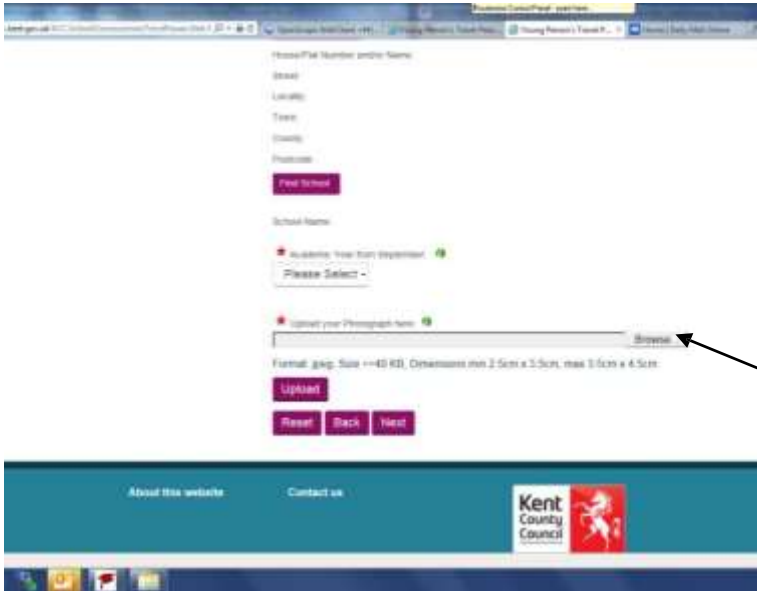 House/Flat Number and/or Name
Street
Locality
Town
County
Postcode
Find School
School Name
* Academic Year from September
Please Select
* Upload your Photograph here
Browse
Format: jpeg, Size <=40 KB, Dimensions min 2.5cm x 3.5cm, max 3.5cm x 4.5cm
Upload
Reset Back Next
About this website Contact us
Kent
County
Council